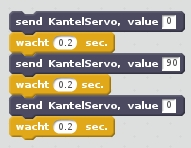 send KantelServo, value 0
wacht 0.2 sec.
send KantelServo, value 90
wacht 0.2 sec.
send KantelServo, value 0
wacht 0.2 sec.